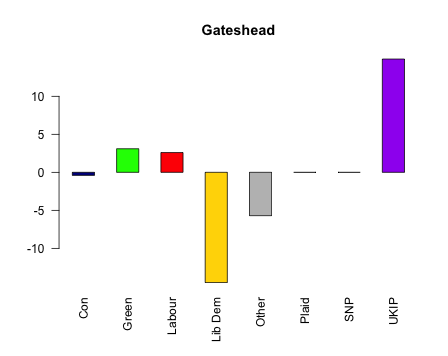 Gateshead
10
5
0
-5
-10
Con
Green
Labour
Lib Dem
Other
Plaid
SNP
UKIP